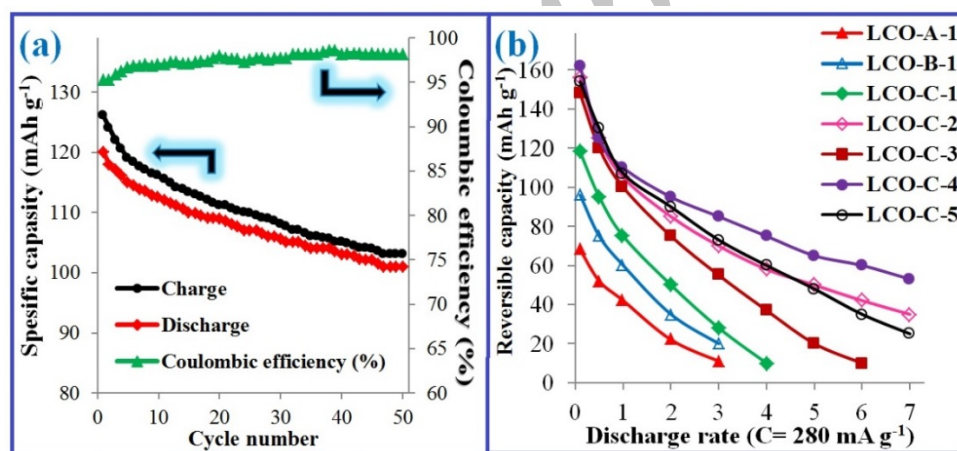 (a)
Spesific capasity (mAh g-1)
130
120
110
100
90
80
Charge
Discharge
Coulombic efficiency (%)
0
10
20
30
40
50
Cycle number
100
95
90
85
80
75
70
65
60
Coloumbic efficiency (%)
(b)
Reversible capacity (mAh g-1)
160
140
120
100
80
60
40
20
0
LCO-A-1
LCO-B-1
LCO-C-1
LCO-C-2
LCO-C-3
LCO-C-4
LCO-C-5
0
1
2
3
4
5
6
7
Discharge rate (C= 280 mA g-1)